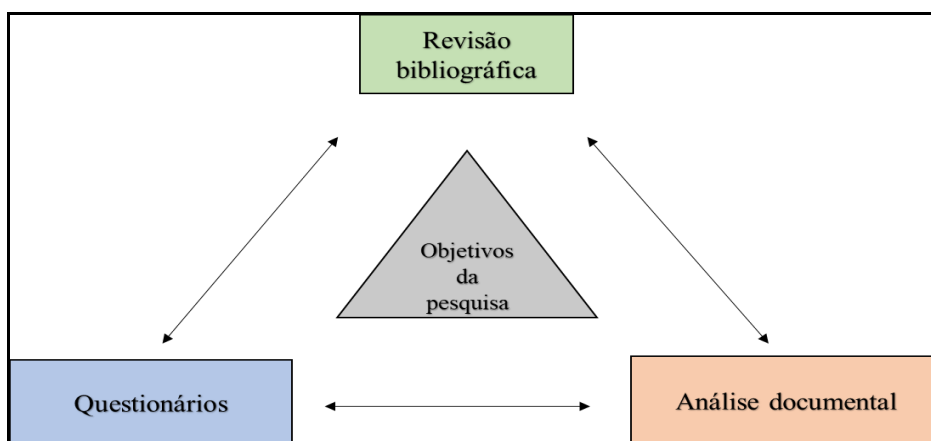 Revisão
bibliográfica
Objetivos
da
pesquisa
Questionários
Análise documental